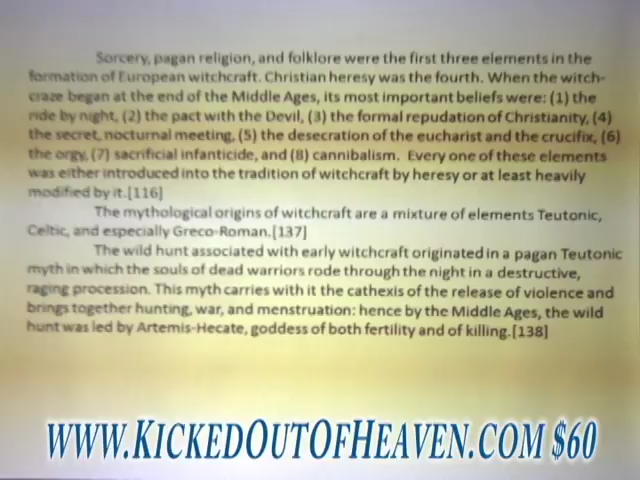 Sorcery, pagan religion, and folklore were the first three elements in the
formation of European witchcraft. Christian heresy was the fourth. When the witch-
craze began at the end of the Middle Ages, its most important beliefs were: (1) the
ride by night, (2) the pact with the Devil, (3) the formal repudation of Christianity, (4)
the secret, nocturnal meeting, (5) the desecration of the eucharist and the crucifix, (6)
the orgy, (7) sacrificial infanticide, and (8) cannibalism. Every one of these elements
was either introduced into the tradition of witchcraft by heresy or at least heavily
modified by it.[116]
The mythological origins of witchcraft are a mixture of elements Teutonic,
Celtic, and especially Greco-Roman.[137]
The wild hunt associated with early witchcraft originated in a pagan Teutonic
myth in which the souls of dead warriors rode through the night in a destructive,
raging procession. This myth carries with it the cathexis of the release of violence and
brings together hunting, war, and menstruation: hence by the Middle Ages, the wild
hunt was led by Artemis-Hecate, goddess of both fertility and of killing.[138]
WWW.KICKEDOUTOFHEAVEN.COM $60